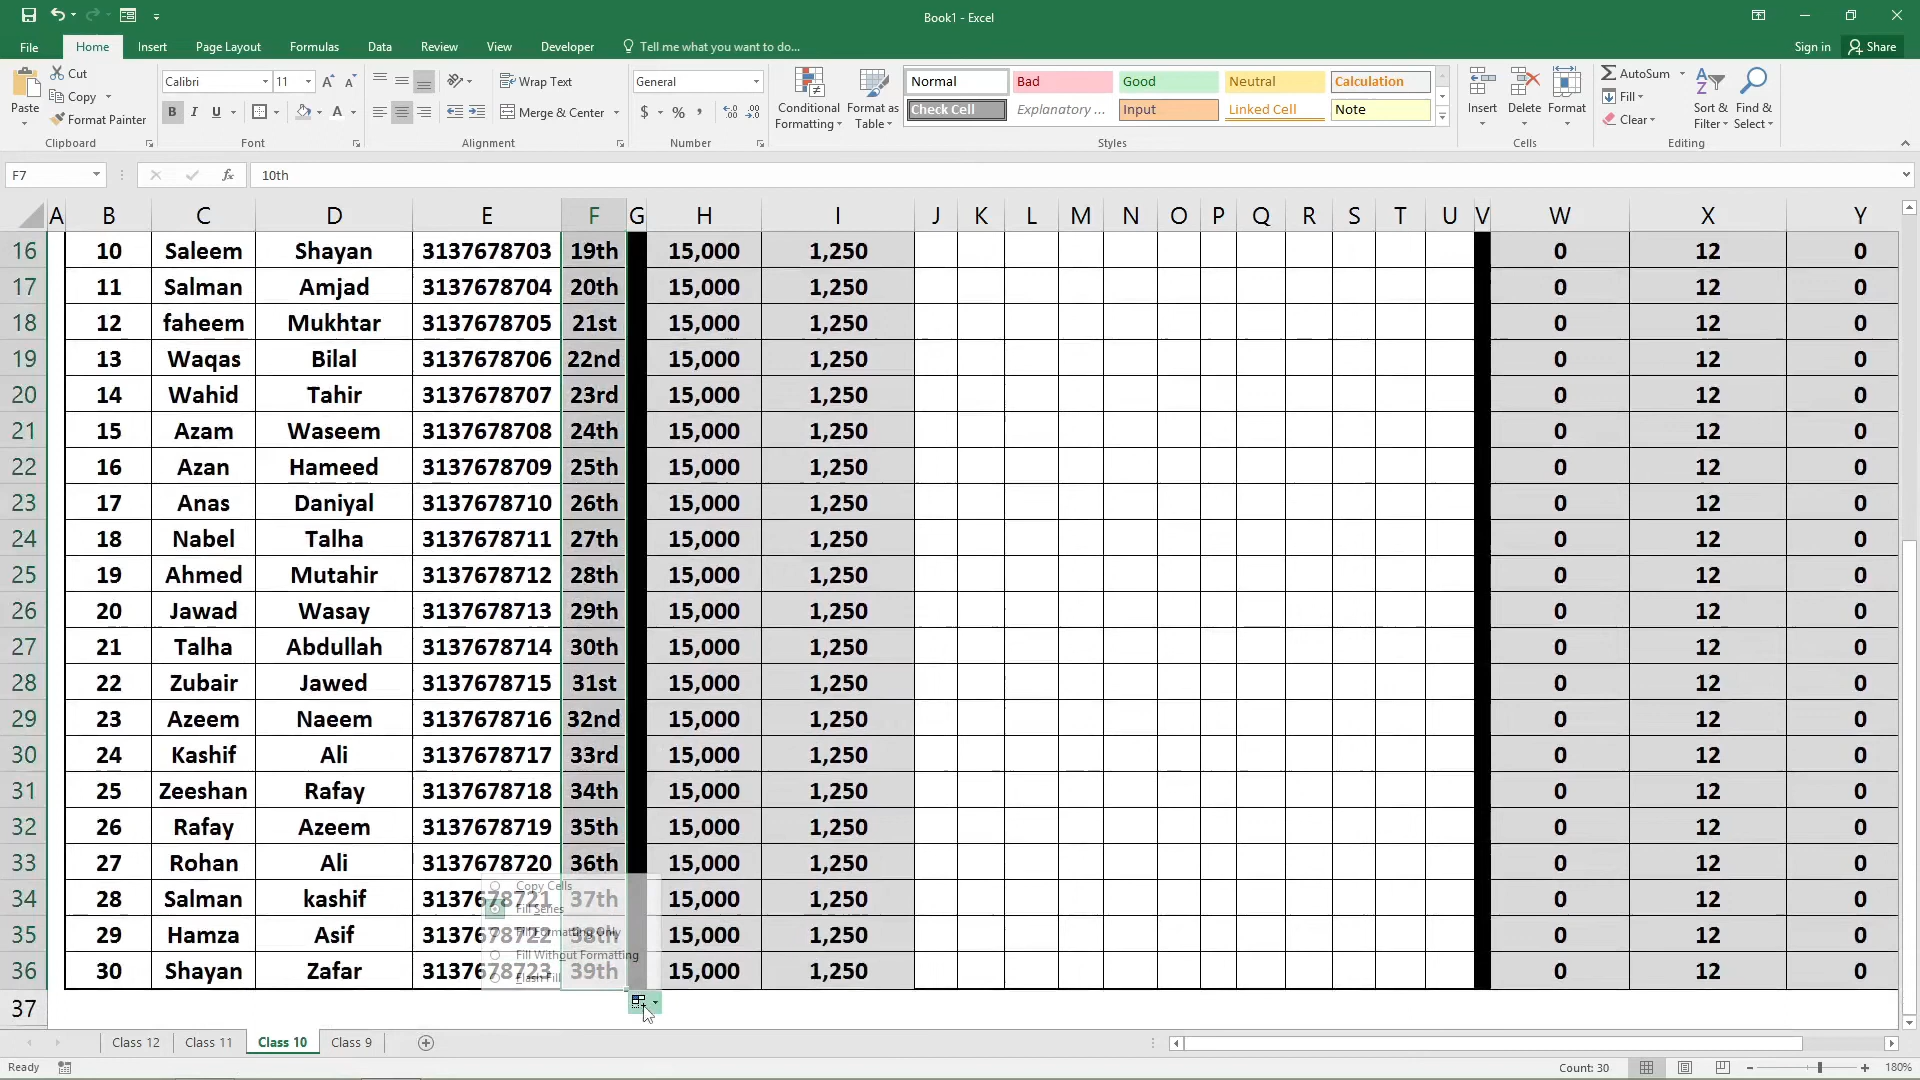 Book1 - Excel
File Home Insert Page Layout Formulas Data Review View Developer Tell me what you want to do... Sign in Share
Paste Cut Copy Format Painter
Clipboard
Calibri 11
B I U
Font
Wrap Text
Merge & Center
Alignment
General
$ % ,
Number
Conditional Formatting
Format as Table
Normal Bad Good Neutral Calculation
Check Cell Explanatory ... Input Linked Cell Note
Styles
Insert Delete Format
Cells
AutoSum
Fill
Clear
Sort & Filter
Find & Select
Editing
F7 fx 10th
A B C D E F G H I J K L M N O P Q R S T U V W X Y
16 10 Saleem Shayan 3137678703 19th 15,000 1,250 0 12 0
17 11 Salman Amjad 3137678704 20th 15,000 1,250 0 12 0
18 12 faheem Mukhtar 3137678705 21st 15,000 1,250 0 12 0
19 13 Waqas Bilal 3137678706 22nd 15,000 1,250 0 12 0
20 14 Wahid Tahir 3137678707 23rd 15,000 1,250 0 12 0
21 15 Azam Waseem 3137678708 24th 15,000 1,250 0 12 0
22 16 Azan Hameed 3137678709 25th 15,000 1,250 0 12 0
23 17 Anas Daniyal 3137678710 26th 15,000 1,250 0 12 0
24 18 Nabel Talha 3137678711 27th 15,000 1,250 0 12 0
25 19 Ahmed Mutahir 3137678712 28th 15,000 1,250 0 12 0
26 20 Jawad Wasay 3137678713 29th 15,000 1,250 0 12 0
27 21 Talha Abdullah 3137678714 30th 15,000 1,250 0 12 0
28 22 Zubair Jawed 3137678715 31st 15,000 1,250 0 12 0
29 23 Azeem Naeem 3137678716 32nd 15,000 1,250 0 12 0
30 24 Kashif Ali 3137678717 33rd 15,000 1,250 0 12 0
31 25 Zeeshan Rafay 3137678718 34th 15,000 1,250 0 12 0
32 26 Rafay Azeem 3137678719 35th 15,000 1,250 0 12 0
33 27 Rohan Ali 3137678720 36th 15,000 1,250 0 12 0
Copy Cells
34 28 Salman kashif 3137678721 37th 15,000 1,250 0 12 0
Fill Series
35 29 Hamza Asif 3137678722 38th 15,000 1,250 0 12 0
Fill Formatting Only
Fill Without Formatting
36 30 Shayan Zafar 3137678723 39th 15,000 1,250 0 12 0
Flash Fill
37
Class 12 Class 11 Class 10 Class 9
Ready Count: 30 180%